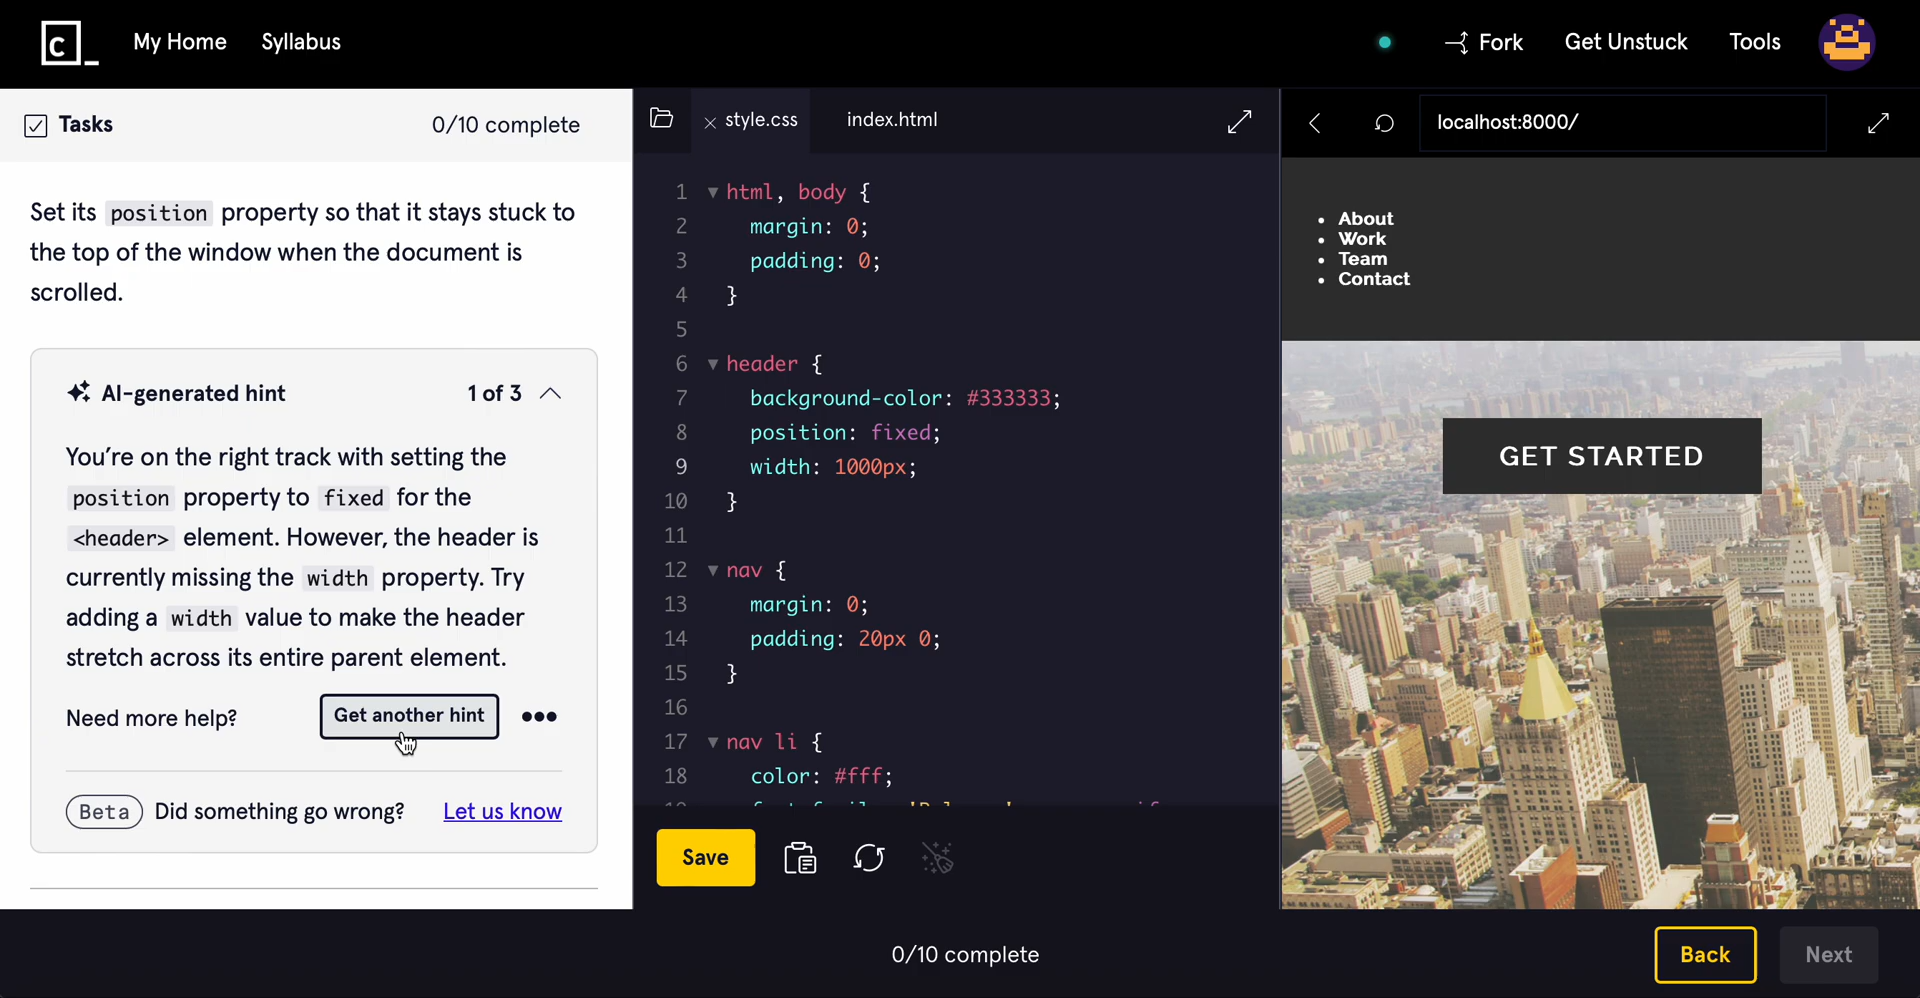 c_ My Home Syllabus Fork Get Unstuck Tools
Tasks 0/10 complete
Set its position property so that it stays stuck to
the top of the window when the document is
scrolled.
AI-generated hint 1 of 3
You’re on the right track with setting the
position property to fixed for the
<header> element. However, the header is
currently missing the width property. Try
adding a width value to make the header
stretch across its entire parent element.
Need more help? Get another hint •••
Beta Did something go wrong? Let us know
style.css index.html
1 html, body {
2 margin: 0;
3 padding: 0;
4 }
5
6 header {
7 background-color: #333333;
8 position: fixed;
9 width: 1000px;
10 }
11
12 nav {
13 margin: 0;
14 padding: 20px 0;
15 }
16
17 nav li {
18 color: #fff;
Save
localhost:8000/
• About
• Work
• Team
• Contact
GET STARTED
0/10 complete
Back Next